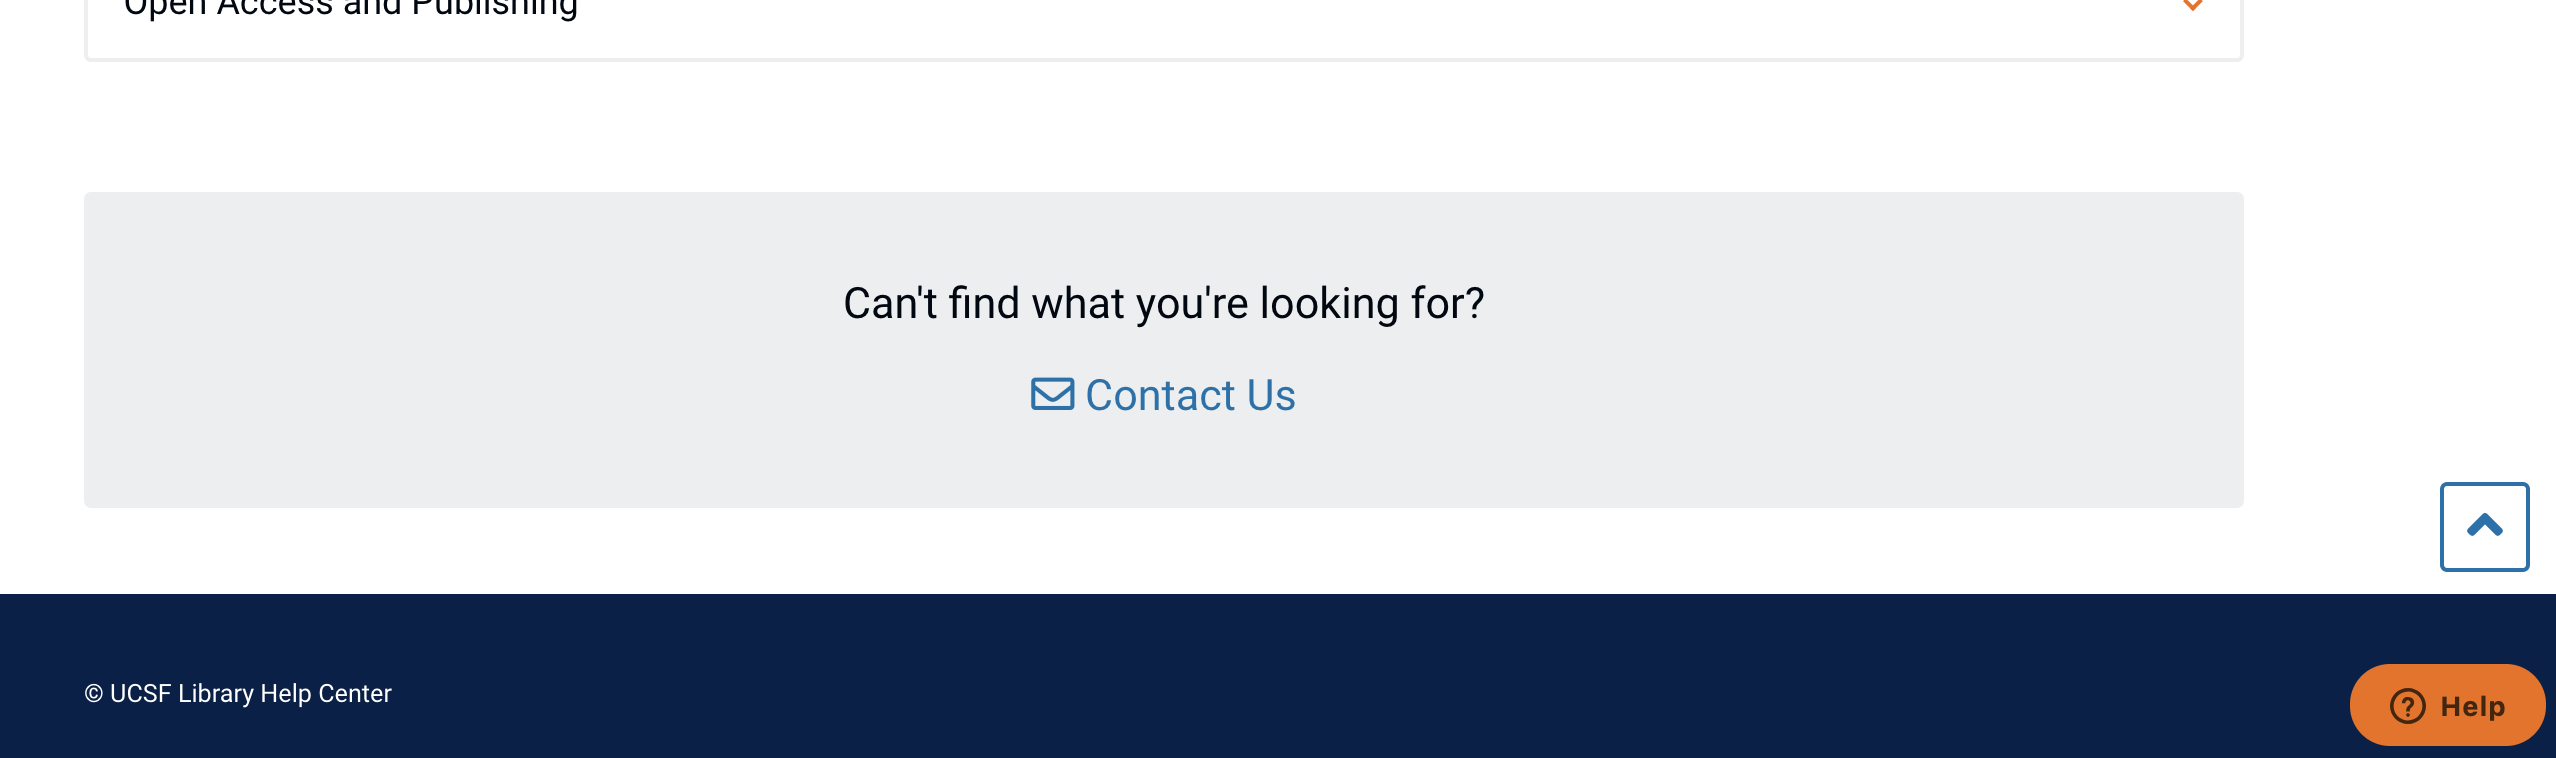 Open Access and Publishing
Can't find what you're looking for?
Contact Us
© UCSF Library Help Center
Help